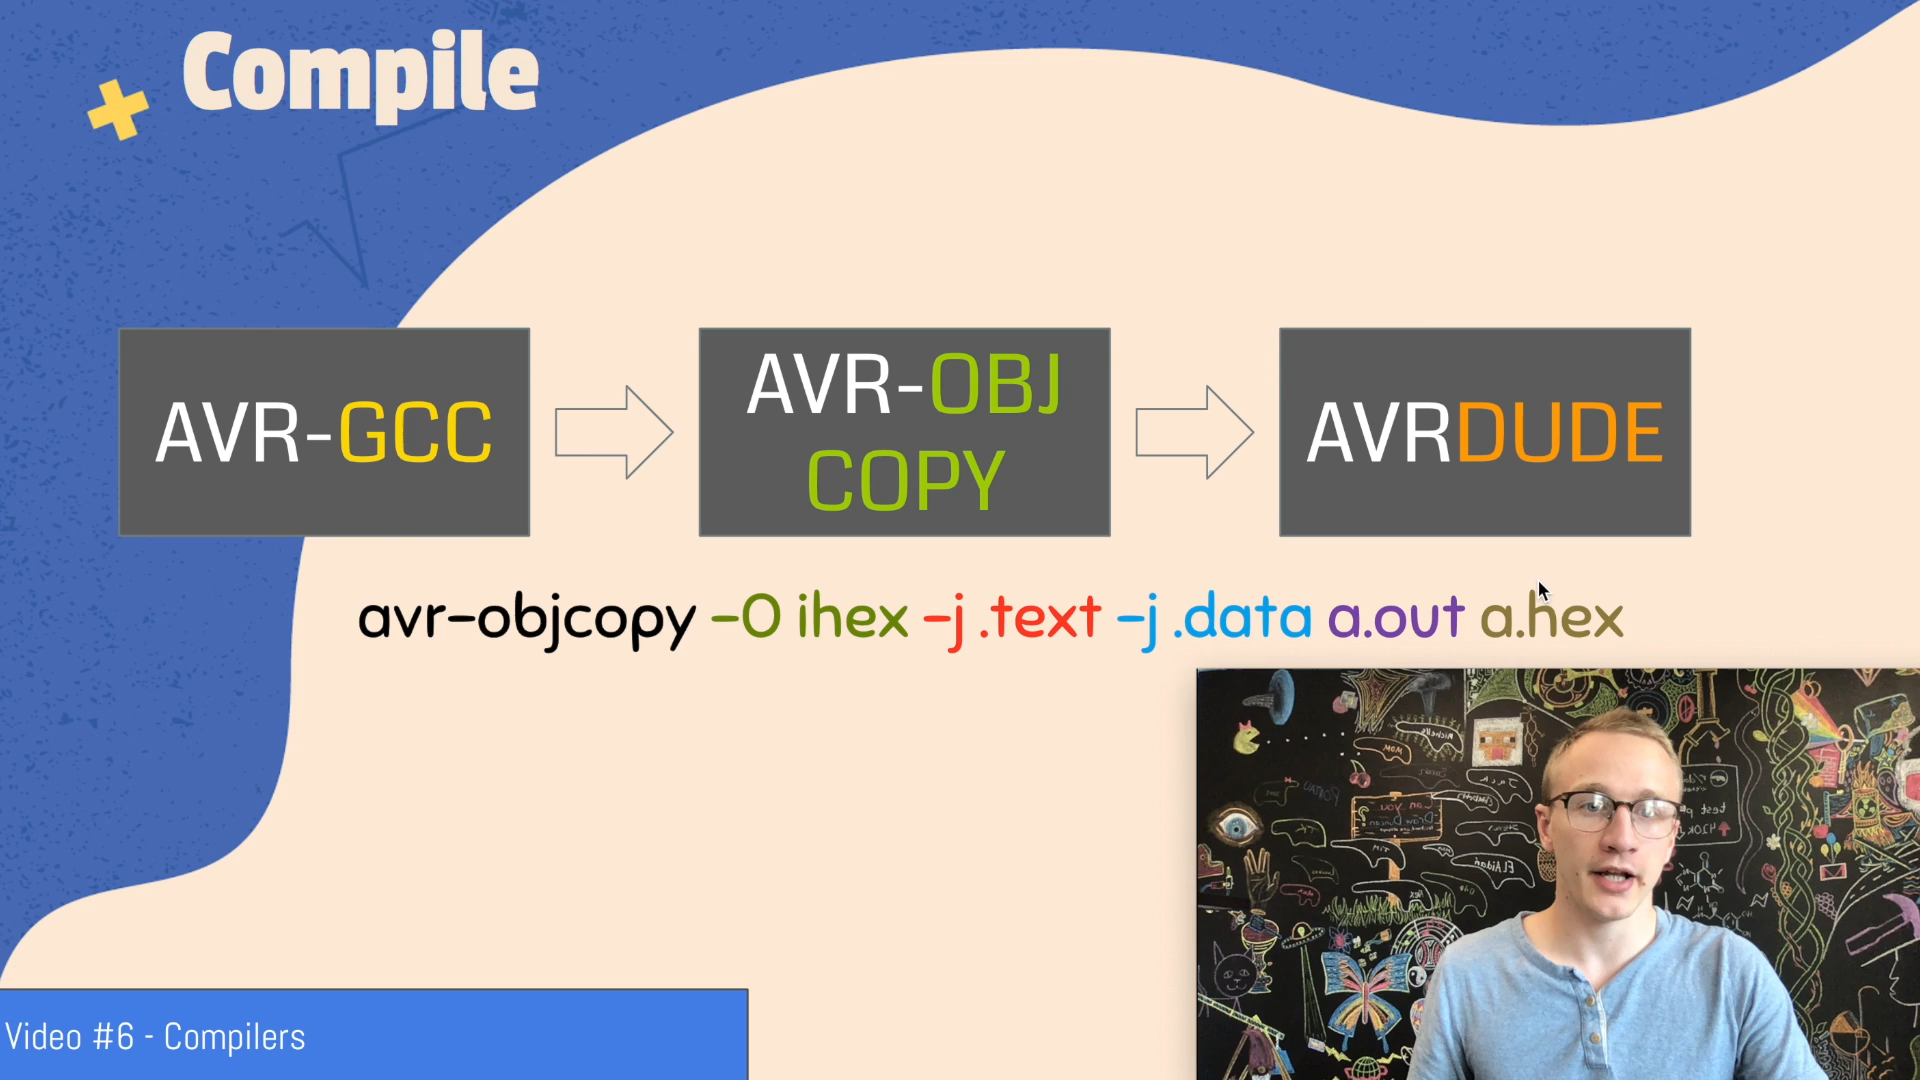 Compile
AVR-GCC
AVR-OBJ
COPY
AVRDUDE
avr-objcopy -O ihex -j .text -j .data a.out a.hex
Video #6 - Compilers